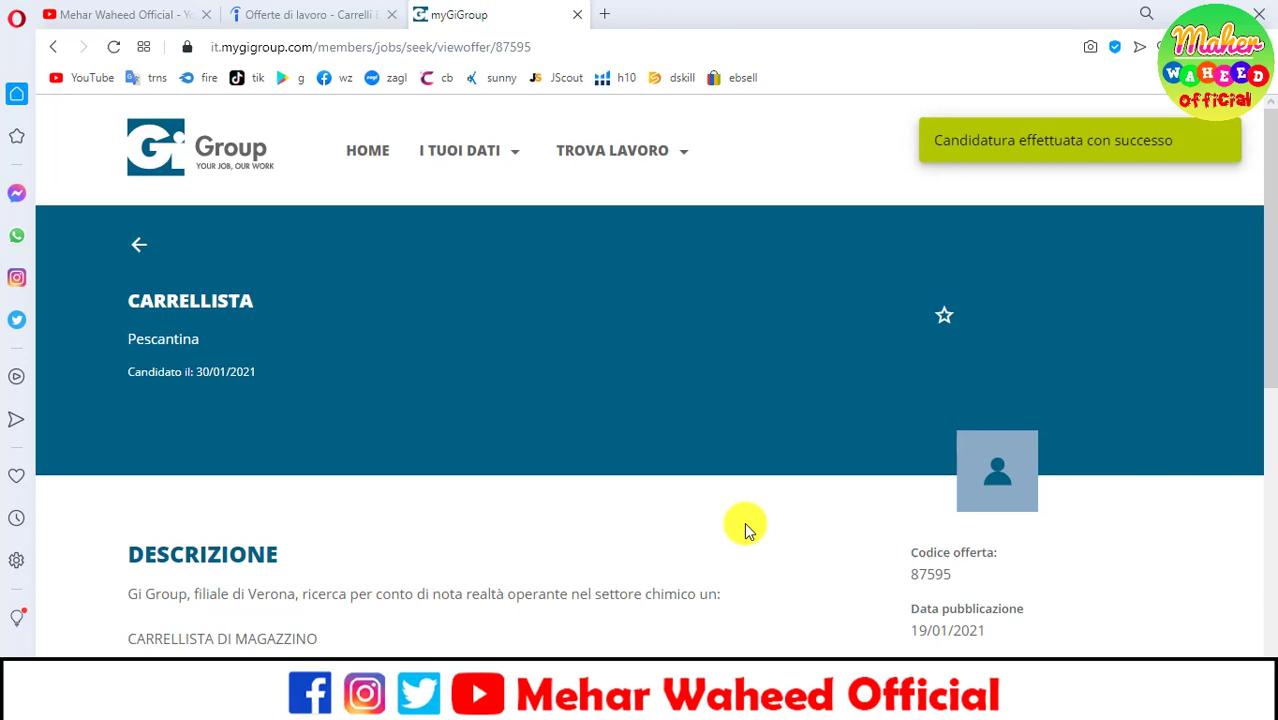 Mehar Waheed Official - Yo
Offerte di lavoro - Carrelli E
myGiGroup
it.mygigroup.com/members/jobs/seek/viewoffer/87595
YouTube trns fire tik g wz zagl cb sunny JScout h10 dskill ebsell
Maher
WAHEED
official
Gi Group
YOUR JOB, OUR WORK
HOME I TUOI DATI TROVA LAVORO
Candidatura effettuata con successo
CARRELLISTA
Pescantina
Candidato il: 30/01/2021
DESCRIZIONE
Gi Group, filiale di Verona, ricerca per conto di nota realtà operante nel settore chimico un:
CARRELLISTA DI MAGAZZINO
Codice offerta:
87595
Data pubblicazione
19/01/2021
Mehar Waheed Official